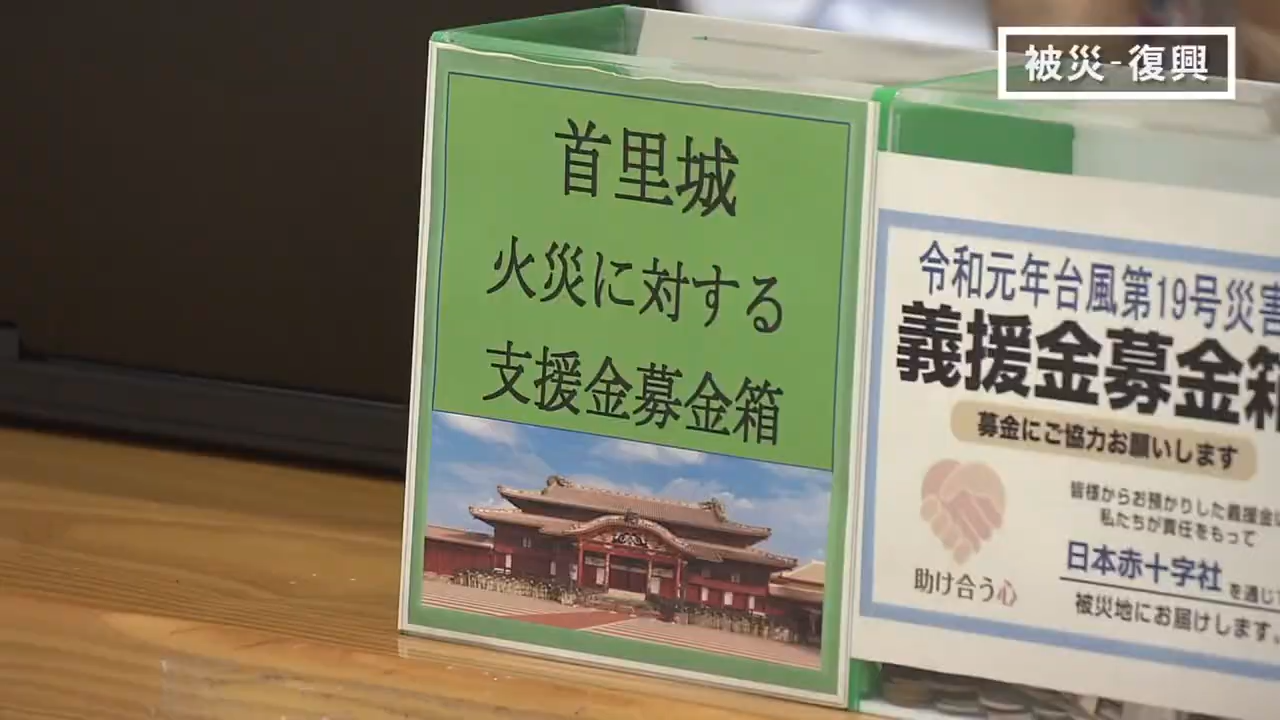 被災-復興
首里城
火災に対する
支援金募金箱
令和元年台風第19号災害
義援金募金箱
募金にご協力お願いします
助け合う心
皆様からお預かりした義援金は
私たちが責任をもって
日本赤十字社 を通じて
被災地にお届けします。